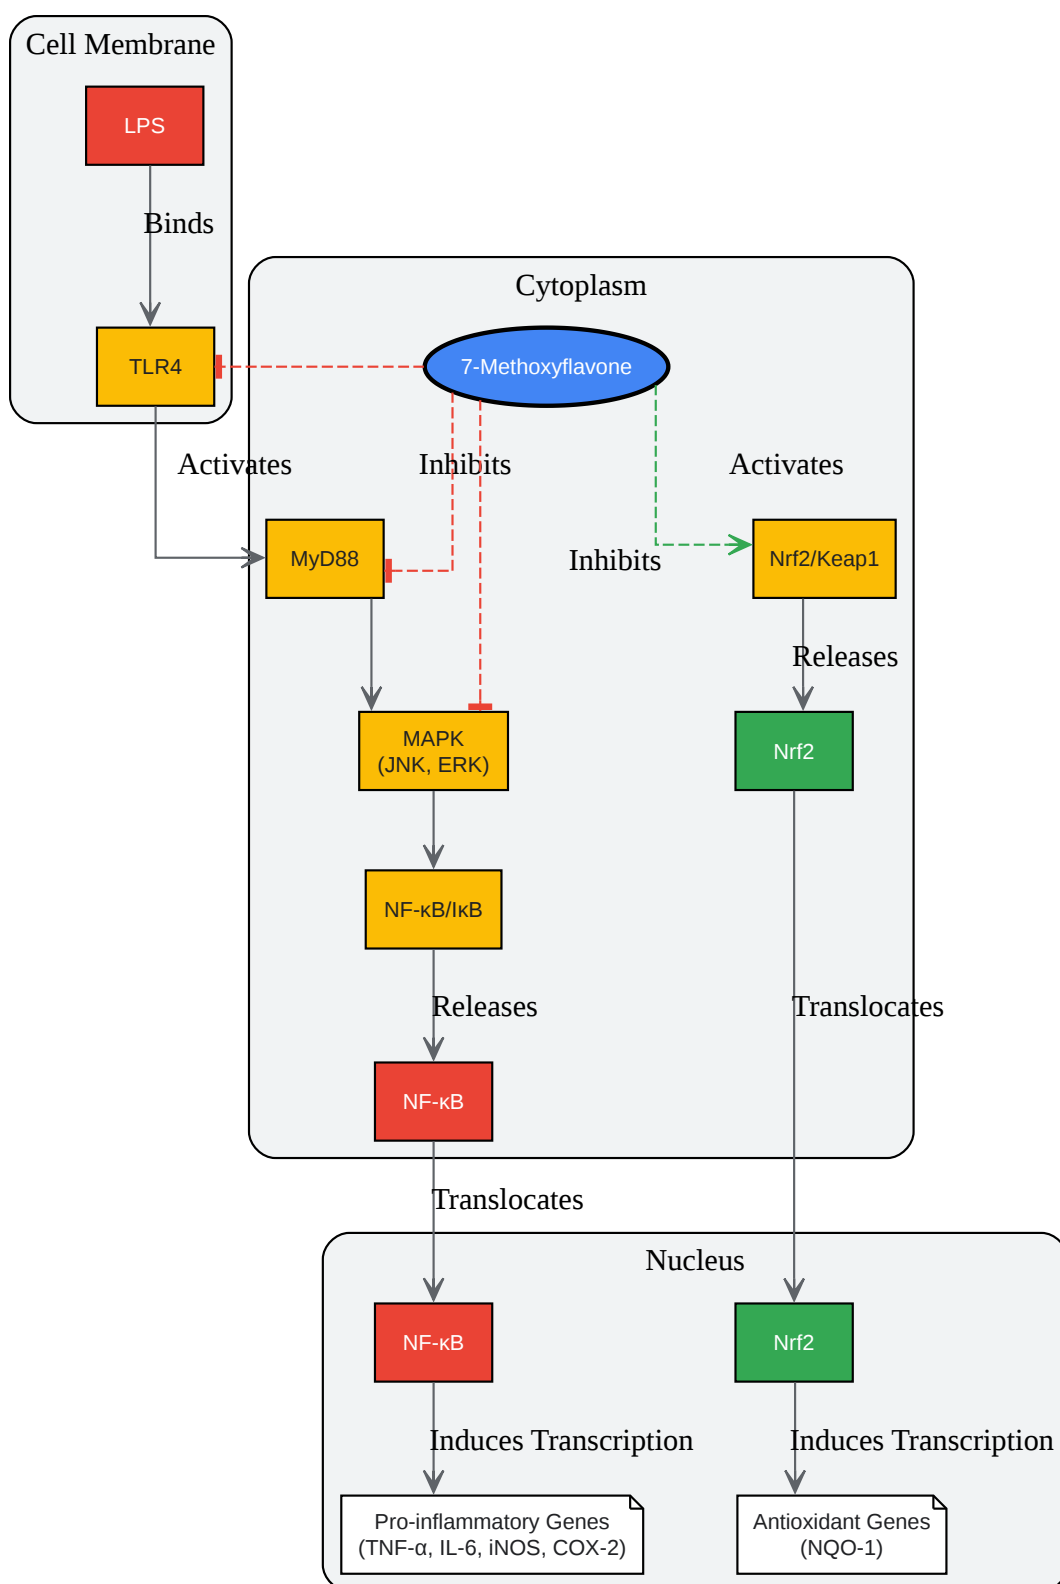 Cell Membrane
LPS
Binds
Cytoplasm
TLR4
7-Methoxyflavone
Activates
Inhibits
Activates
MyD88
Inhibits
Nrf2/Keap1
Releases
MAPK
(JNK, ERK)
Nrf2
NF-κB/IκB
Releases
Translocates
NF-κB
Translocates
Nucleus
NF-κB
Nrf2
Induces Transcription
Induces Transcription
Pro-inflammatory Genes
(TNF-α, IL-6, iNOS, COX-2)
Antioxidant Genes
(NQO-1)